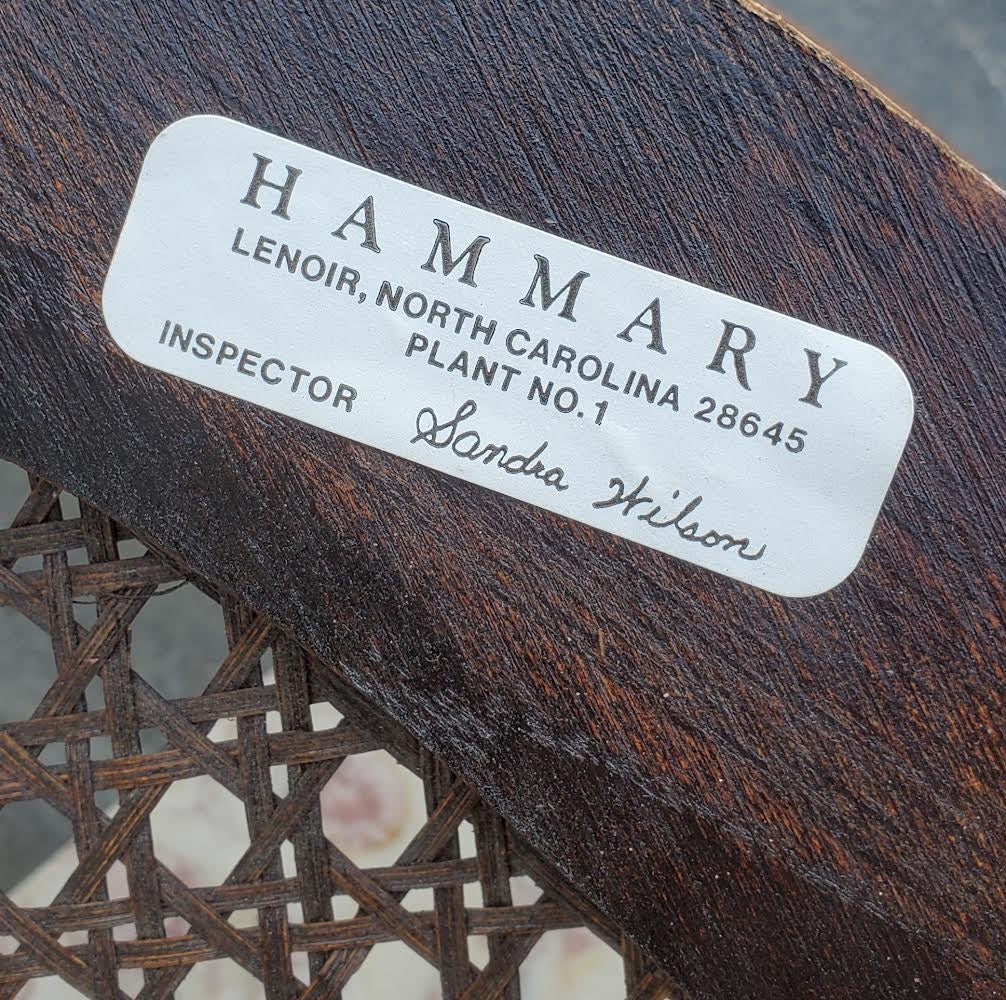 HAMMARY
LENOIR, NORTH CAROLINA 28645
PLANT NO.1
INSPECTOR Sandra Wilson